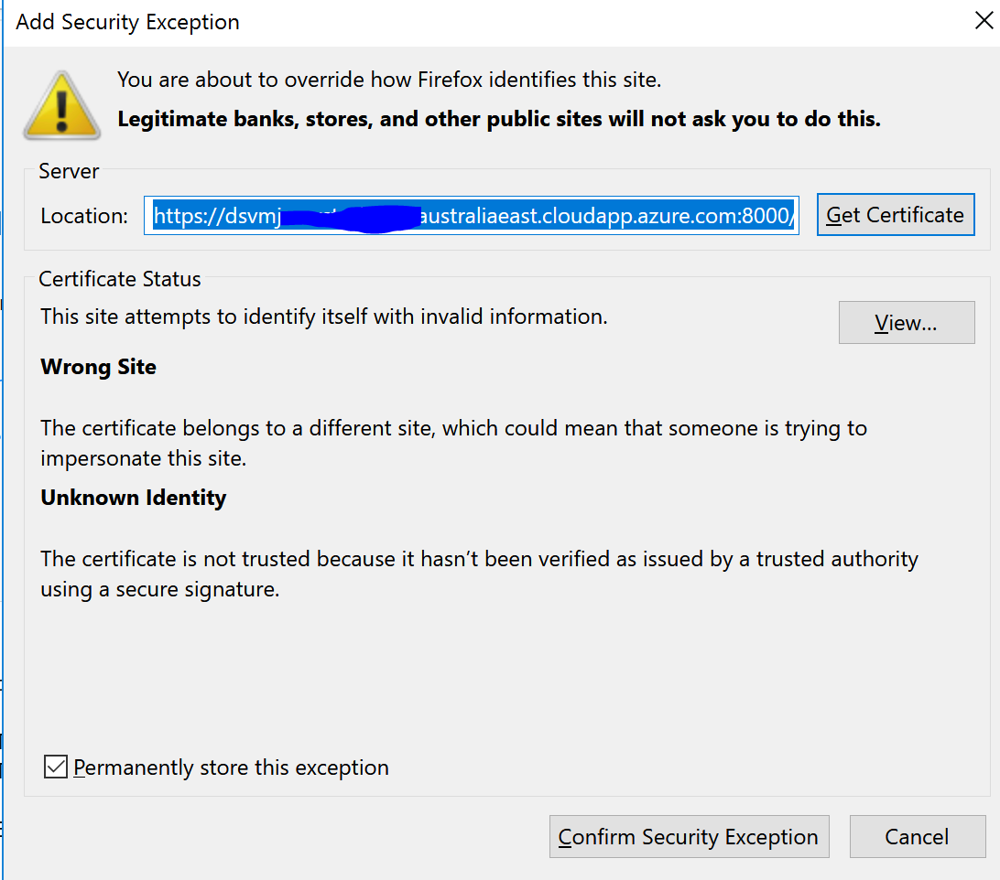 Add Security Exception
You are about to override how Firefox identifies this site.
Legitimate banks, stores, and other public sites will not ask you to do this.
Server
Location: https://dsvmj australiaeast.cloudapp.azure.com:8000/ Get Certificate
Certificate Status
This site attempts to identify itself with invalid information.
View...
Wrong Site
The certificate belongs to a different site, which could mean that someone is trying to
impersonate this site.
Unknown Identity
The certificate is not trusted because it hasn’t been verified as issued by a trusted authority
using a secure signature.
Permanently store this exception
Confirm Security Exception Cancel